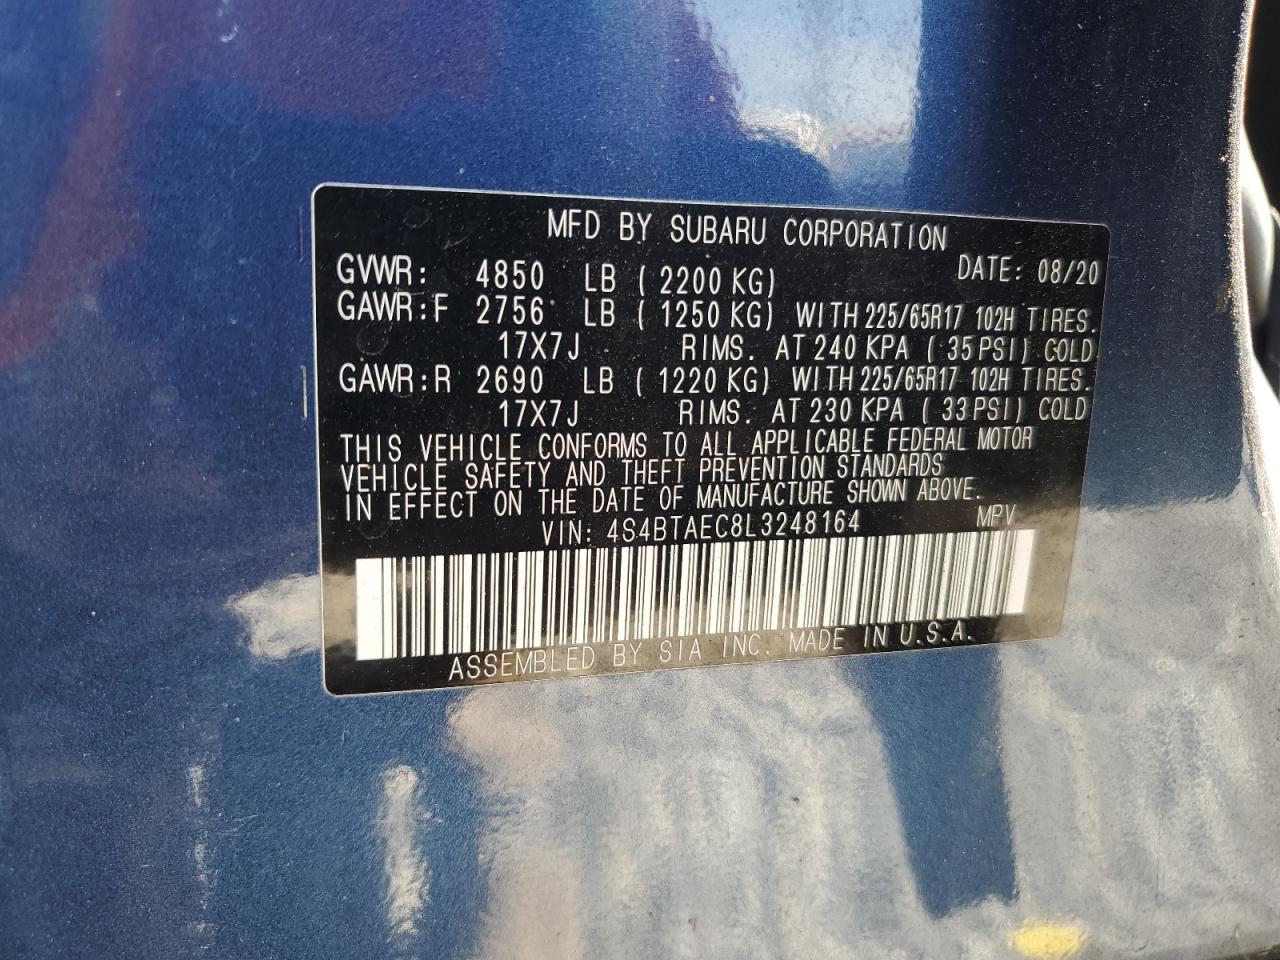 MFD BY SUBARU CORPORATION
GVWR: 4850 LB ( 2200 KG) DATE: 08/20
GAWR:F 2756 LB ( 1250 KG) WITH 225/65R17 102H TIRES.
17X7J RIMS. AT 240 KPA ( 35 PSI) COLD
GAWR:R 2690 LB ( 1220 KG) WITH 225/65R17 102H TIRES.
17X7J RIMS. AT 230 KPA ( 33 PSI) COLD
THIS VEHICLE CONFORMS TO ALL APPLICABLE FEDERAL MOTOR
VEHICLE SAFETY AND THEFT PREVENTION STANDARDS
IN EFFECT ON THE DATE OF MANUFACTURE SHOWN ABOVE.
VIN: 4S4BTAEC8L3248164 MPV
ASSEMBLED BY SIA INC. MADE IN U.S.A.